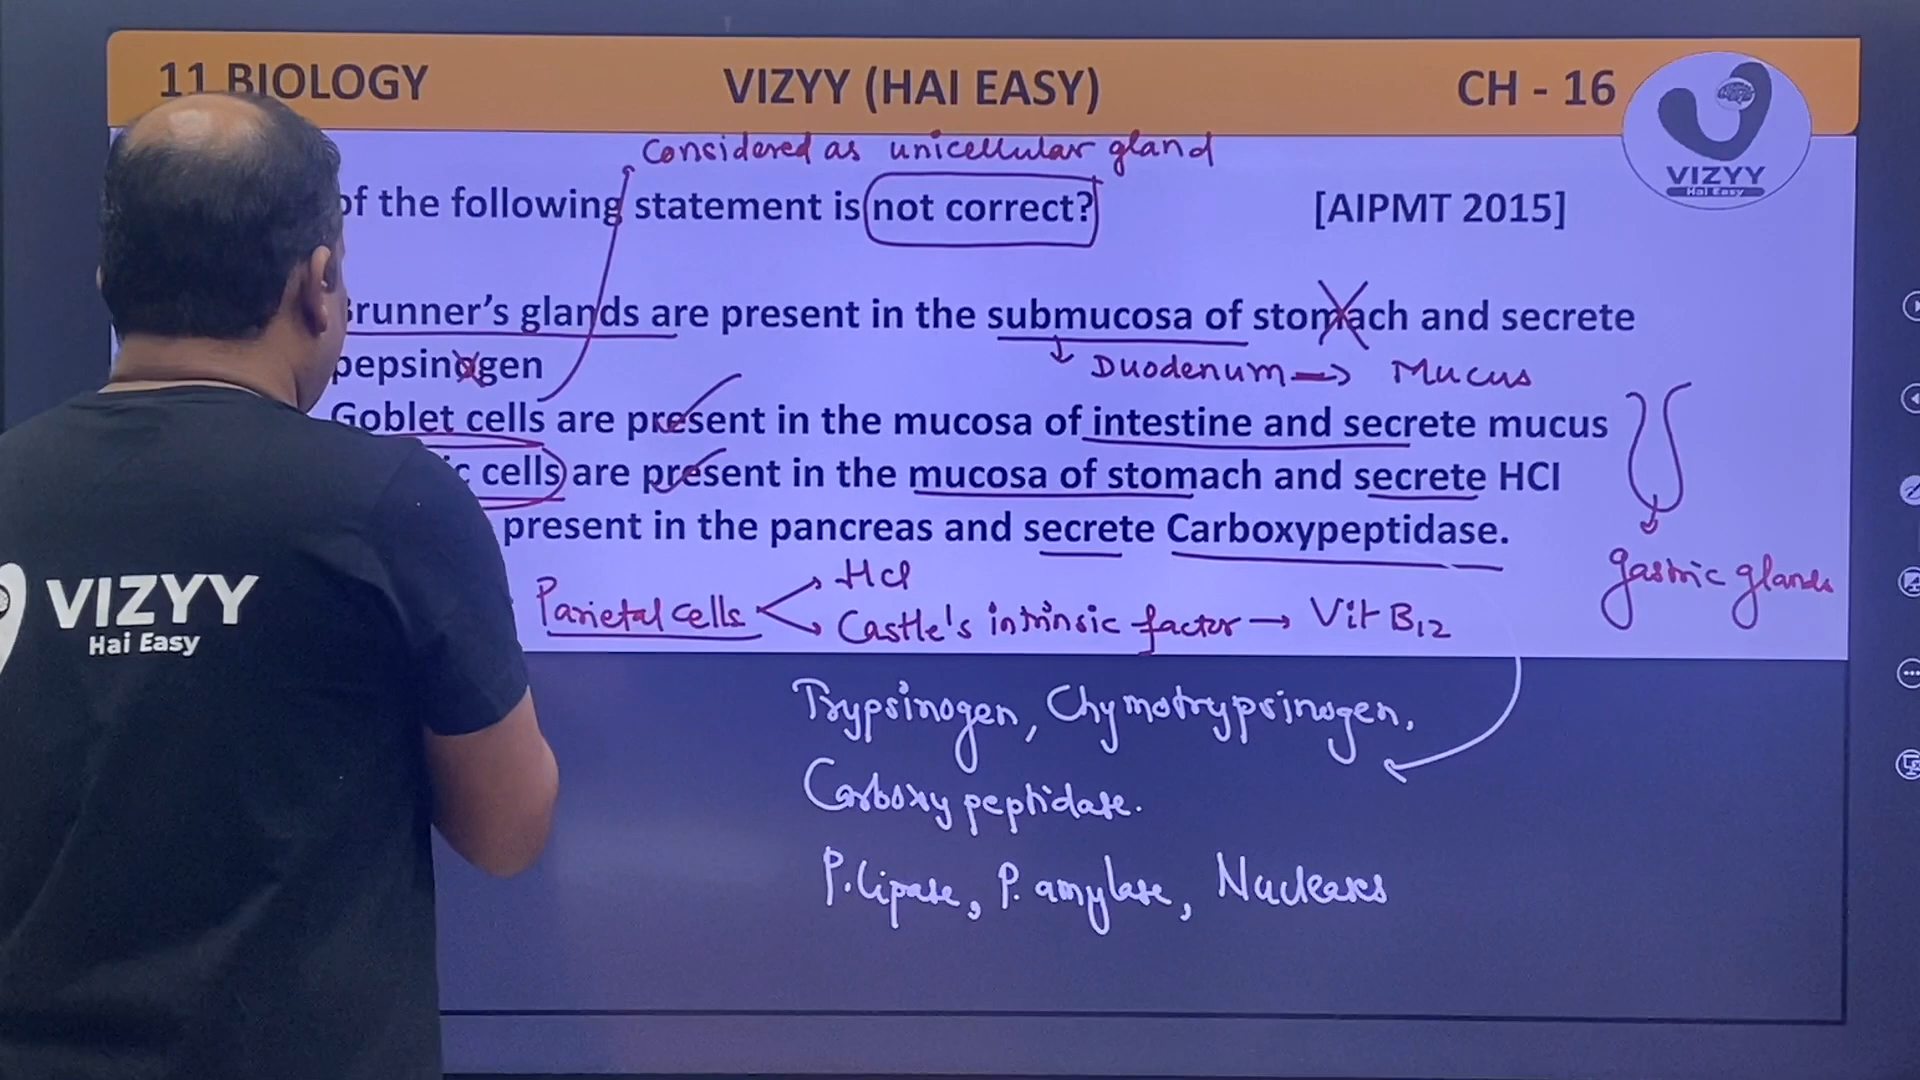 11 BIOLOGY VIZYY (HAI EASY) CH - 16
VIZYY
Hai Easy
Considered as unicellular gland
of the following statement is not correct? [AIPMT 2015]
Brunner's glands are present in the submucosa of stomach and secrete
pepsinogen
Duodenum → Mucus
Goblet cells are present in the mucosa of intestine and secrete mucus
cells are present in the mucosa of stomach and secrete HCl
present in the pancreas and secrete Carboxypeptidase.
gastric glands
Parietal cells
HCl
Castle's intrinsic factor → Vit B12
Trypsinogen, Chymotrypsinogen,
Carboxy peptidase.
P. lipase, P. amylase, Nucleases
VIZYY
Hai Easy